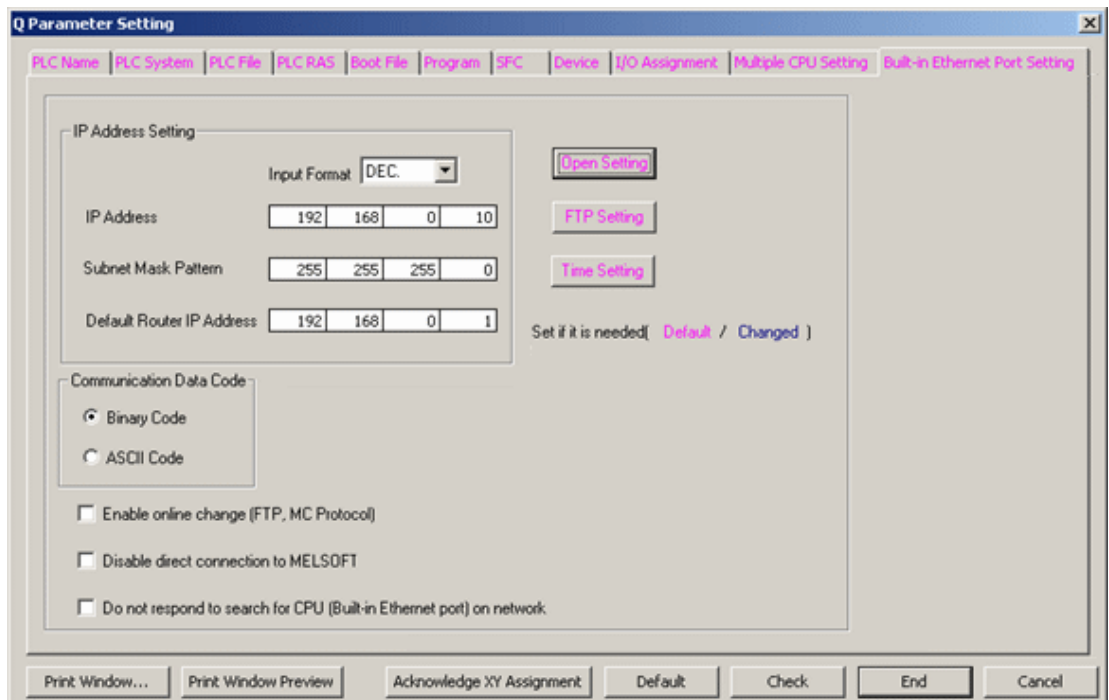 Q Parameter Setting
PLC Name PLC System PLC File PLC RAS Boot File Program SFC Device I/O Assignment Multiple CPU Setting Built-in Ethernet Port Setting
IP Address Setting
Input Format DEC.
Open Setting
IP Address 192 168 0 10
FTP Setting
Subnet Mask Pattern 255 255 255 0
Time Setting
Default Router IP Address 192 168 0 1
Set if it is needed( Default / Changed )
Communication Data Code
Binary Code
ASCII Code
Enable online change (FTP, MC Protocol)
Disable direct connection to MELSOFT
Do not respond to search for CPU (Built-in Ethernet port) on network
Print Window... Print Window Preview Acknowledge XY Assignment Default Check End Cancel